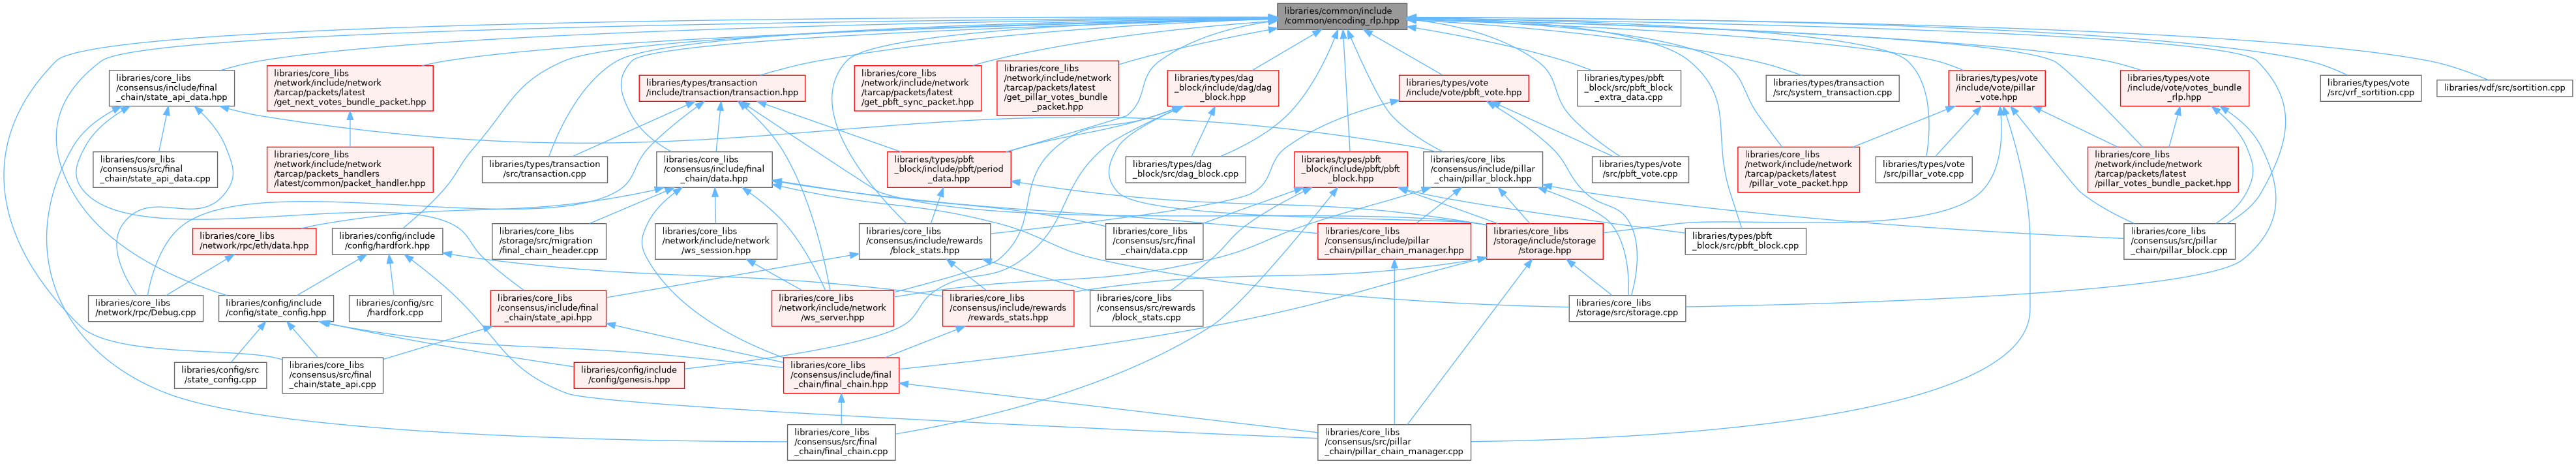 libraries/common/include
/common/encoding_rlp.hpp
libraries/core_libs
/consensus/include/final
_chain/state_api_data.hpp
libraries/core_libs
/network/include/network
/tarcap/packets/latest
/get_next_votes_bundle_packet.hpp
libraries/types/transaction
/include/transaction/transaction.hpp
libraries/core_libs
/network/include/network
/tarcap/packets/latest
/get_pbft_sync_packet.hpp
libraries/core_libs
/network/include/network
/tarcap/packets/latest
/get_pillar_votes_bundle
_packet.hpp
libraries/types/dag
_block/include/dag/dag
_block.hpp
libraries/types/vote
/include/vote/pbft_vote.hpp
libraries/types/pbft
_block/src/pbft_block
_extra_data.cpp
libraries/types/transaction
/src/system_transaction.cpp
libraries/types/vote
/include/vote/pillar
_vote.hpp
libraries/types/vote
/include/vote/votes_bundle
_rlp.hpp
libraries/types/vote
/src/vrf_sortition.cpp
libraries/vdf/src/sortition.cpp
libraries/core_libs
/consensus/src/final
_chain/state_api_data.cpp
libraries/core_libs
/network/include/network
/tarcap/packets_handlers
/latest/common/packet_handler.hpp
libraries/types/transaction
/src/transaction.cpp
libraries/core_libs
/consensus/include/final
_chain/data.hpp
libraries/types/pbft
_block/include/pbft/period
_data.hpp
libraries/types/dag
_block/src/dag_block.cpp
libraries/types/pbft
_block/include/pbft/pbft
_block.hpp
libraries/core_libs
/consensus/include/pillar
_chain/pillar_block.hpp
libraries/types/vote
/src/pbft_vote.cpp
libraries/core_libs
/network/include/network
/tarcap/packets/latest
/pillar_vote_packet.hpp
libraries/types/vote
/src/pillar_vote.cpp
libraries/core_libs
/network/include/network
/tarcap/packets/latest
/pillar_votes_bundle_packet.hpp
libraries/core_libs
/network/rpc/eth/data.hpp
libraries/config/include
/config/hardfork.hpp
libraries/core_libs
/storage/src/migration
/final_chain_header.cpp
libraries/core_libs
/network/include/network
/ws_session.hpp
libraries/core_libs
/consensus/include/rewards
/block_stats.hpp
libraries/core_libs
/consensus/src/final
_chain/data.cpp
libraries/core_libs
/consensus/include/pillar
_chain/pillar_chain_manager.hpp
libraries/core_libs
/storage/include/storage
/storage.hpp
libraries/types/pbft
_block/src/pbft_block.cpp
libraries/core_libs
/consensus/src/pillar
_chain/pillar_block.cpp
libraries/core_libs
/network/rpc/Debug.cpp
libraries/config/include
/config/state_config.hpp
libraries/config/src
/hardfork.cpp
libraries/core_libs
/consensus/include/final
_chain/state_api.hpp
libraries/core_libs
/network/include/network
/ws_server.hpp
libraries/core_libs
/consensus/include/rewards
/rewards_stats.hpp
libraries/core_libs
/consensus/src/rewards
/block_stats.cpp
libraries/core_libs
/storage/src/storage.cpp
libraries/config/src
/state_config.cpp
libraries/core_libs
/consensus/src/final
_chain/state_api.cpp
libraries/config/include
/config/genesis.hpp
libraries/core_libs
/consensus/include/final
_chain/final_chain.hpp
libraries/core_libs
/consensus/src/final
_chain/final_chain.cpp
libraries/core_libs
/consensus/src/pillar
_chain/pillar_chain_manager.cpp